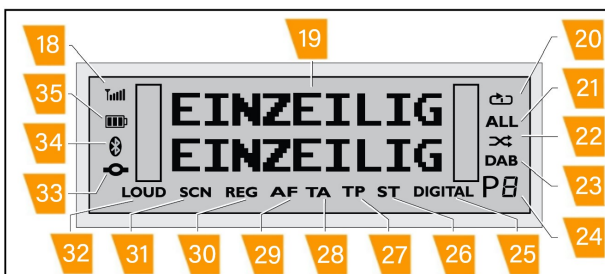 18 19 20
35 EINZEILIG ALL 21
34 EINZEILIG 22
33 DAB 23
LOUD SCN REG AF TA TP ST DIGITAL P8 24
32 31 30 29 28 27 26 25